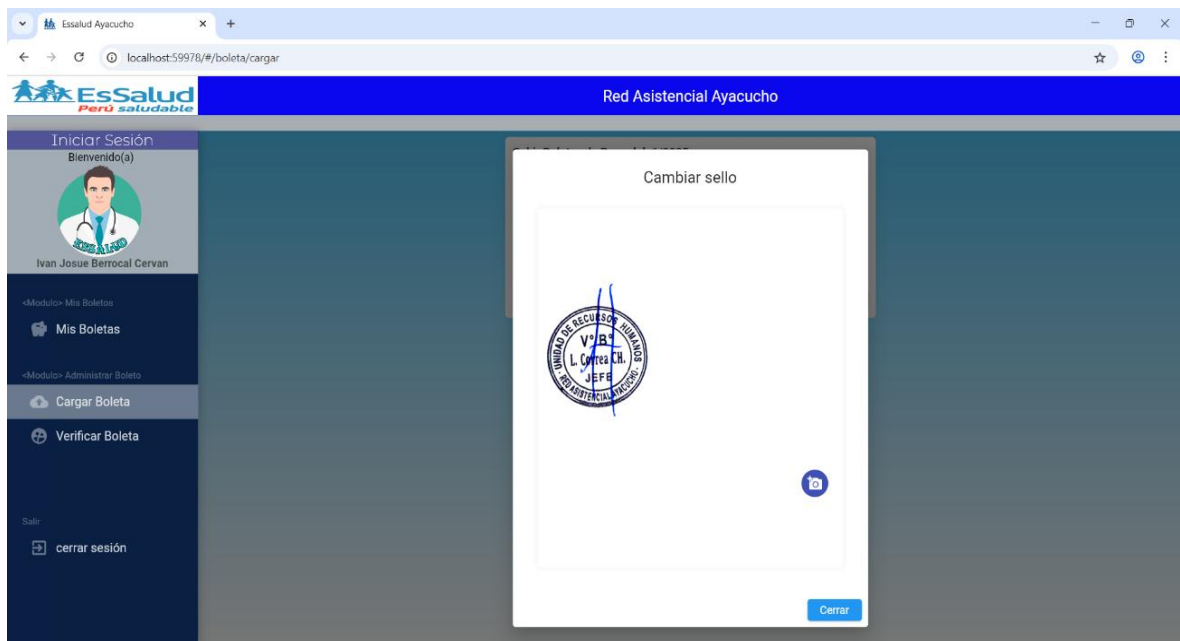 Essalud Ayacucho
localhost:59978/#/boleta/cargar
EsSalud
Perú saludable
Red Asistencial Ayacucho
Iniciar Sesión
Bienvenido(a)
ESSALUD
Ivan Josue Berrocal Cervan
<Modulo> Mis Boletos
Mis Boletas
<Modulo> Administrar Boleto
Cargar Boleta
Verificar Boleta
Salir
cerrar sesión
Cambiar sello
UNIDAD DE RECURSOS HUMANOS
V° B°
L. Correa CH.
JEFE
RED ASISTENCIAL AYACUCHO
Cerrar